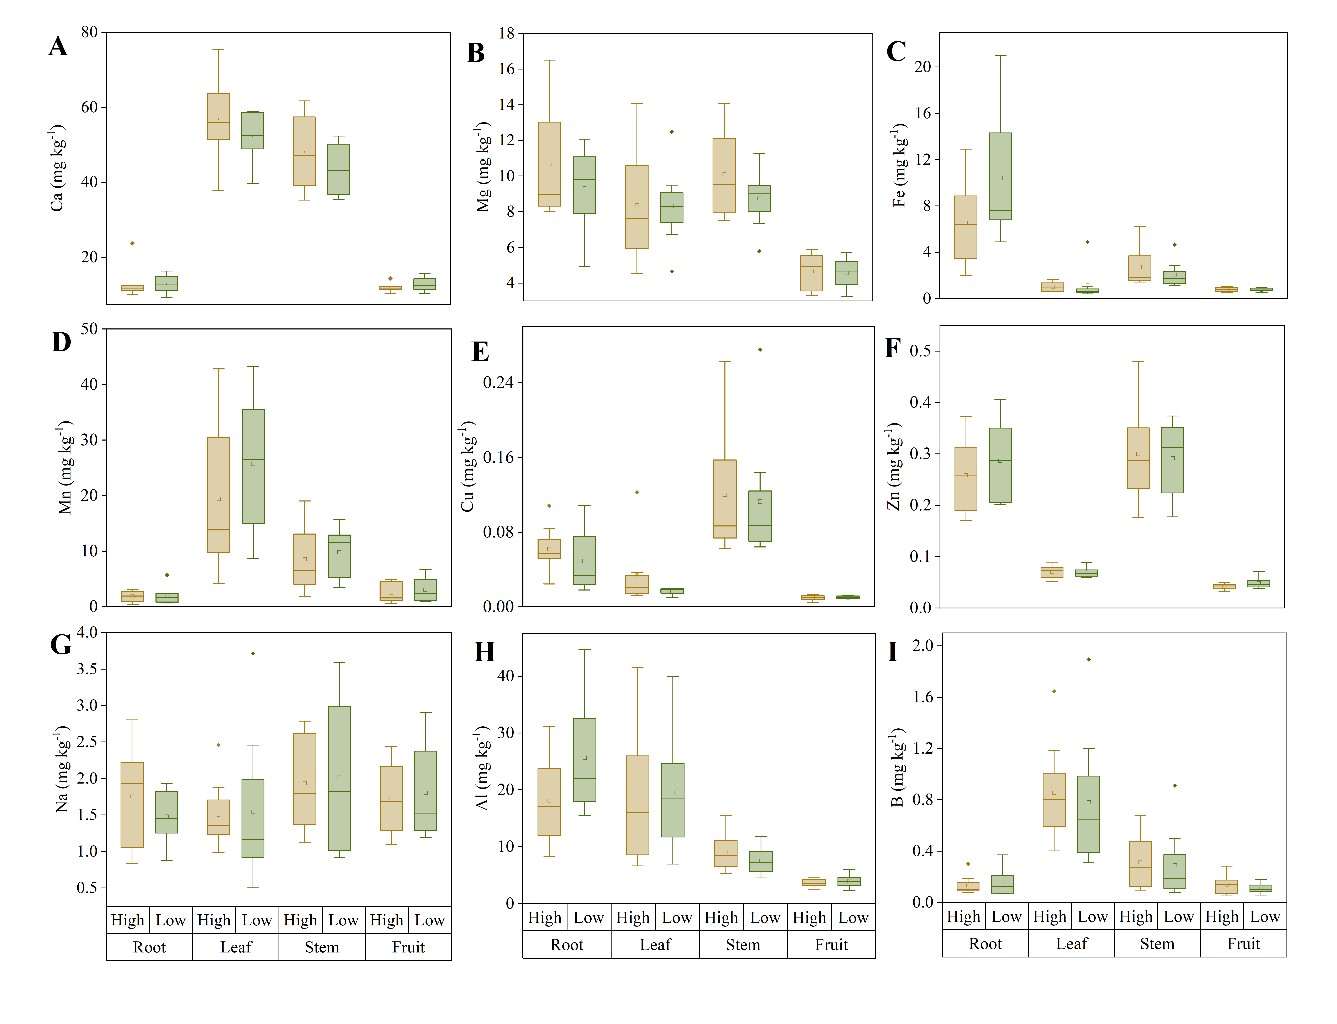 A
Ca (mg kg-1)
80
60
40
20
B
Mg (mg kg-1)
18
16
14
12
10
8
6
4
C
Fe (mg kg-1)
20
16
12
8
4
0
D
Mn (mg kg-1)
50
40
30
20
10
0
E
Cu (mg kg-1)
0.24
0.16
0.08
0.00
F
Zn (mg kg-1)
0.5
0.4
0.3
0.2
0.1
0.0
G
Na (mg kg-1)
4.0
3.5
3.0
2.5
2.0
1.5
1.0
0.5
High Low High Low High Low High Low
Root Leaf Stem Fruit
H
Al (mg kg-1)
40
30
20
10
0
High Low High Low High Low High Low
Root Leaf Stem Fruit
I
B (mg kg-1)
2.0
1.6
1.2
0.8
0.4
0.0
High Low High Low High Low High Low
Root Leaf Stem Fruit